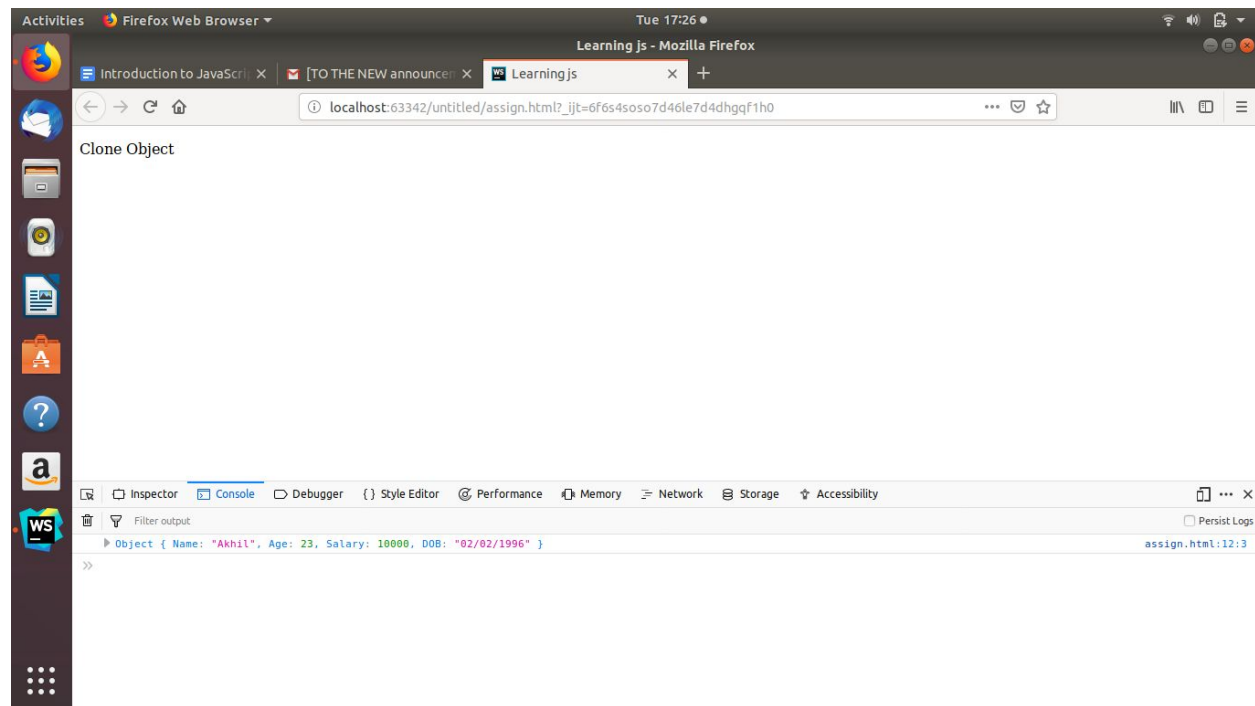 Activities Firefox Web Browser Tue 17:26
Learning js - Mozilla Firefox
Introduction to JavaScri [TO THE NEW announcen Learning js
localhost:63342/untitled/assign.html?_ijt=6f6s4soso7d46le7d4dhgqf1h0
Clone Object
Inspector Console Debugger {} Style Editor Performance Memory Network Storage Accessibility
Filter output Persist Logs
Object { Name: "Akhil", Age: 23, Salary: 10000, DOB: "02/02/1996" } assign.html:12:3
>>
a
WS